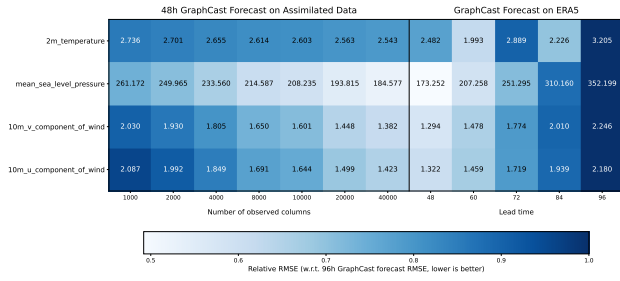 48h GraphCast Forecast on Assimilated Data GraphCast Forecast on ERA5
2m_temperature 2.736 2.701 2.655 2.614 2.603 2.563 2.543 2.482 1.993 2.889 2.226 3.205
mean_sea_level_pressure 261.172 249.965 233.560 214.587 208.235 193.815 184.577 173.252 207.258 251.295 310.160 352.199
10m_v_component_of_wind 2.030 1.930 1.805 1.650 1.601 1.448 1.382 1.294 1.478 1.774 2.010 2.246
10m_u_component_of_wind 2.087 1.992 1.849 1.691 1.644 1.499 1.423 1.322 1.459 1.719 1.939 2.180
1000 2000 4000 8000 10000 20000 40000 48 60 72 84 96
Number of observed columns Lead time
0.5 0.6 0.7 0.8 0.9 1.0
Relative RMSE (w.r.t. 96h GraphCast forecast RMSE, lower is better)